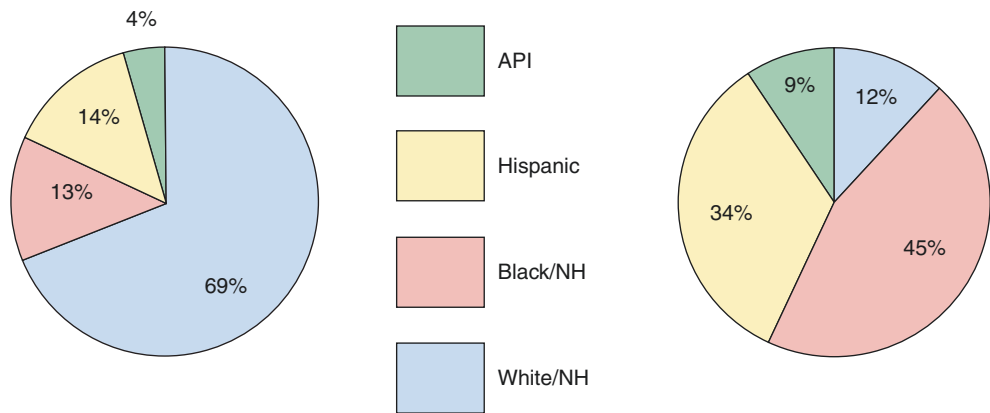 4%
14%
13%
69%
API
Hispanic
Black/NH
White/NH
9%
12%
34%
45%